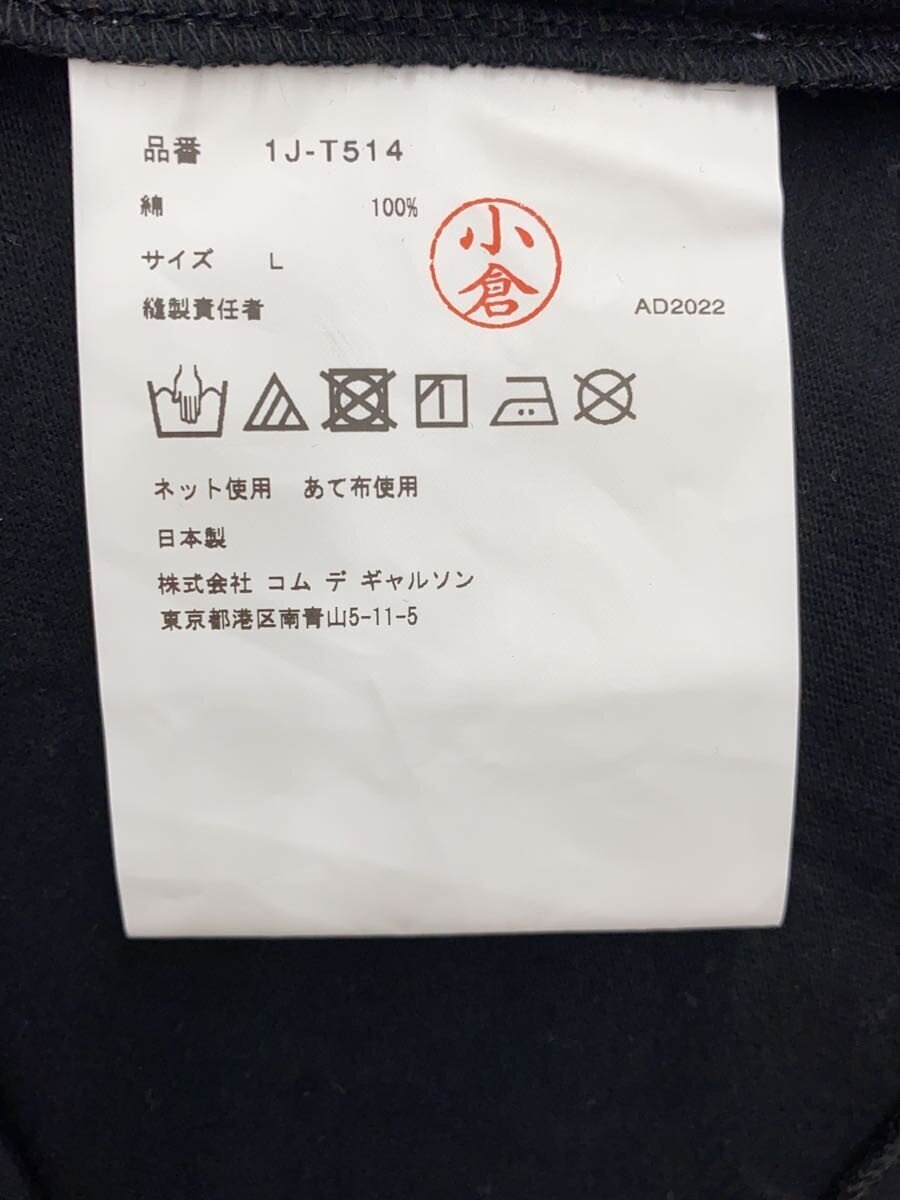 品番 1J-T514
綿 100%
サイズ L
小倉
縫製責任者 AD2022
ネット使用 あて布使用
日本製
株式会社 コム デ ギャルソン
東京都港区南青山5-11-5